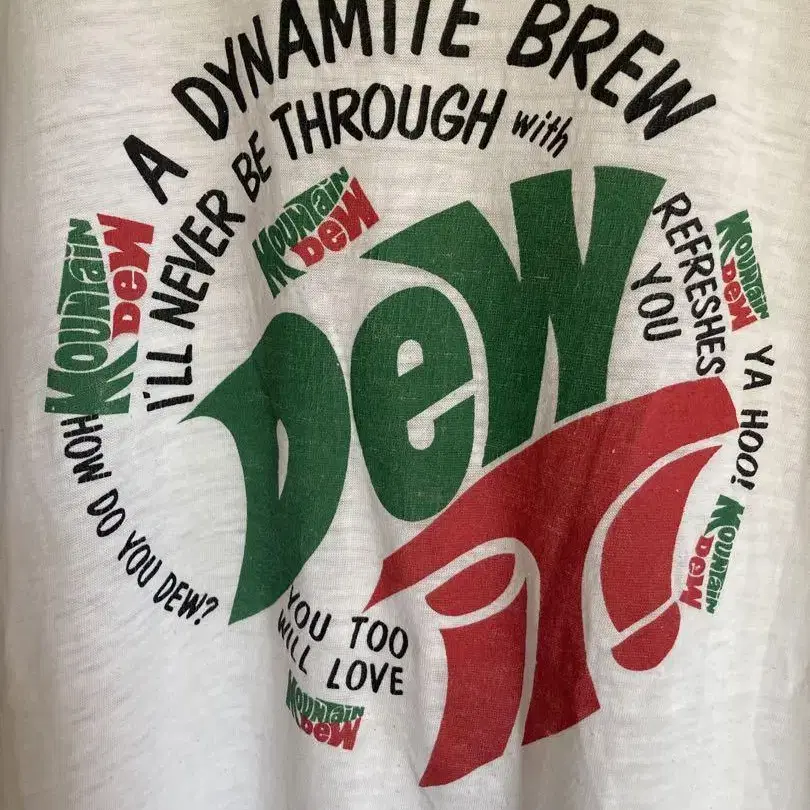 A DYNAMITE BREW
I'LL NEVER BE THROUGH with
MOUNTAIN
DEW
MOUNTAIN
DEW
DEW
IT!
REFRESHES
YOU
MOUNTAIN
DEW
YA HOO!
MOUNTAIN
DEW
HOW DO YOU DEW?
YOU TOO
WILL LOVE
MOUNTAIN
DEW